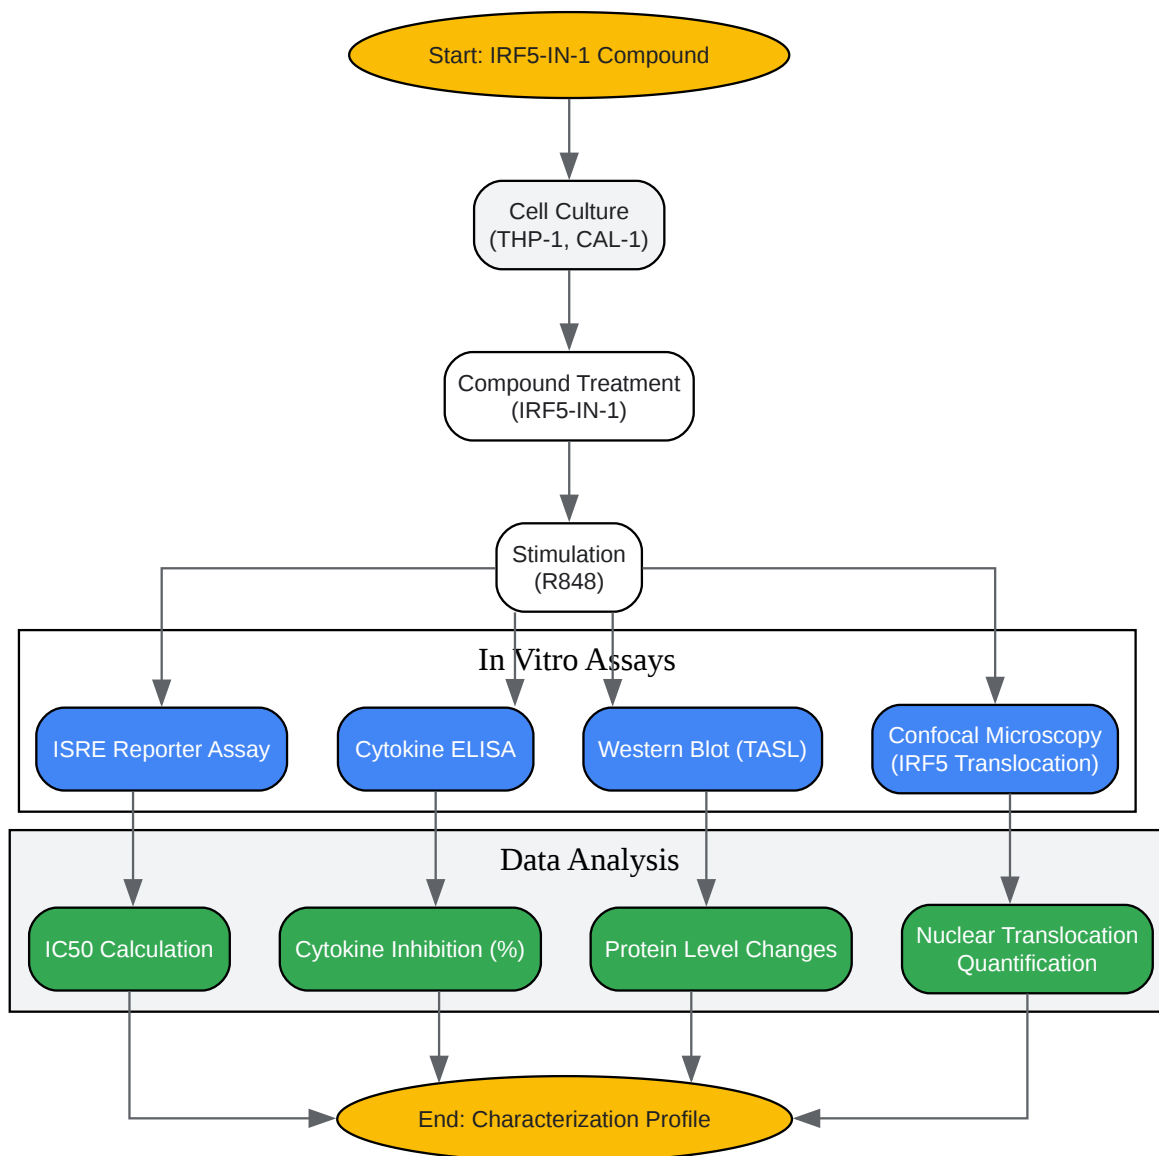 Start: IRF5-IN-1 Compound
Cell Culture
(THP-1, CAL-1)
Compound Treatment
(IRF5-IN-1)
Stimulation
(R848)
In Vitro Assays
ISRE Reporter Assay
Cytokine ELISA
Western Blot (TASL)
Confocal Microscopy
(IRF5 Translocation)
Data Analysis
IC50 Calculation
Cytokine Inhibition (%)
Protein Level Changes
Nuclear Translocation
Quantification
End: Characterization Profile